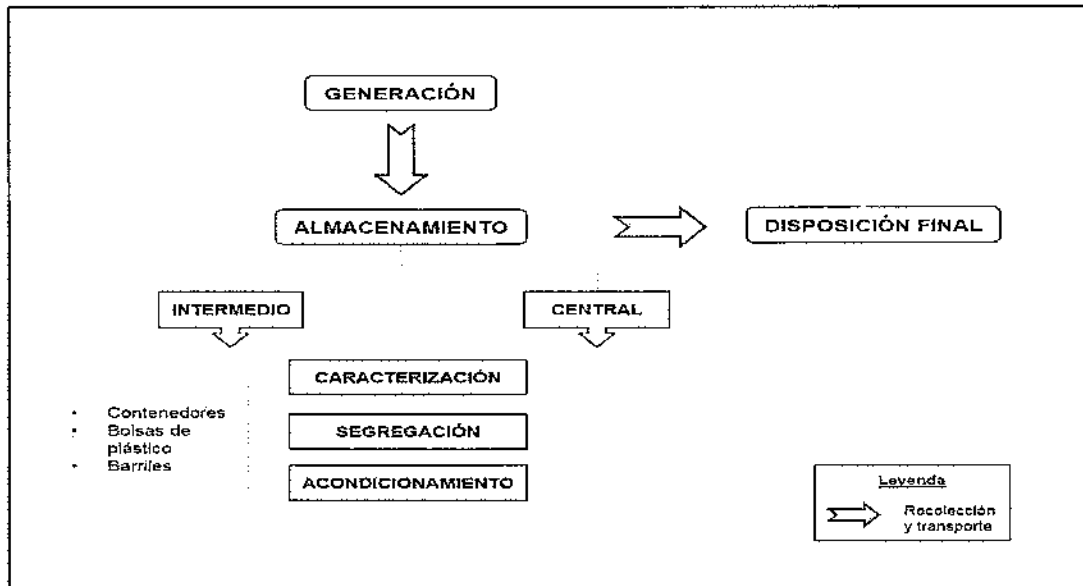 GENERACIÓN
ALMACENAMIENTO
DISPOSICIÓN FINAL
INTERMEDIO
CENTRAL
CARACTERIZACIÓN
• Contenedores
• Bolsas de
plástico
• Barriles
SEGREGACIÓN
ACONDICIONAMIENTO
Leyenda
Recolección
y transporte